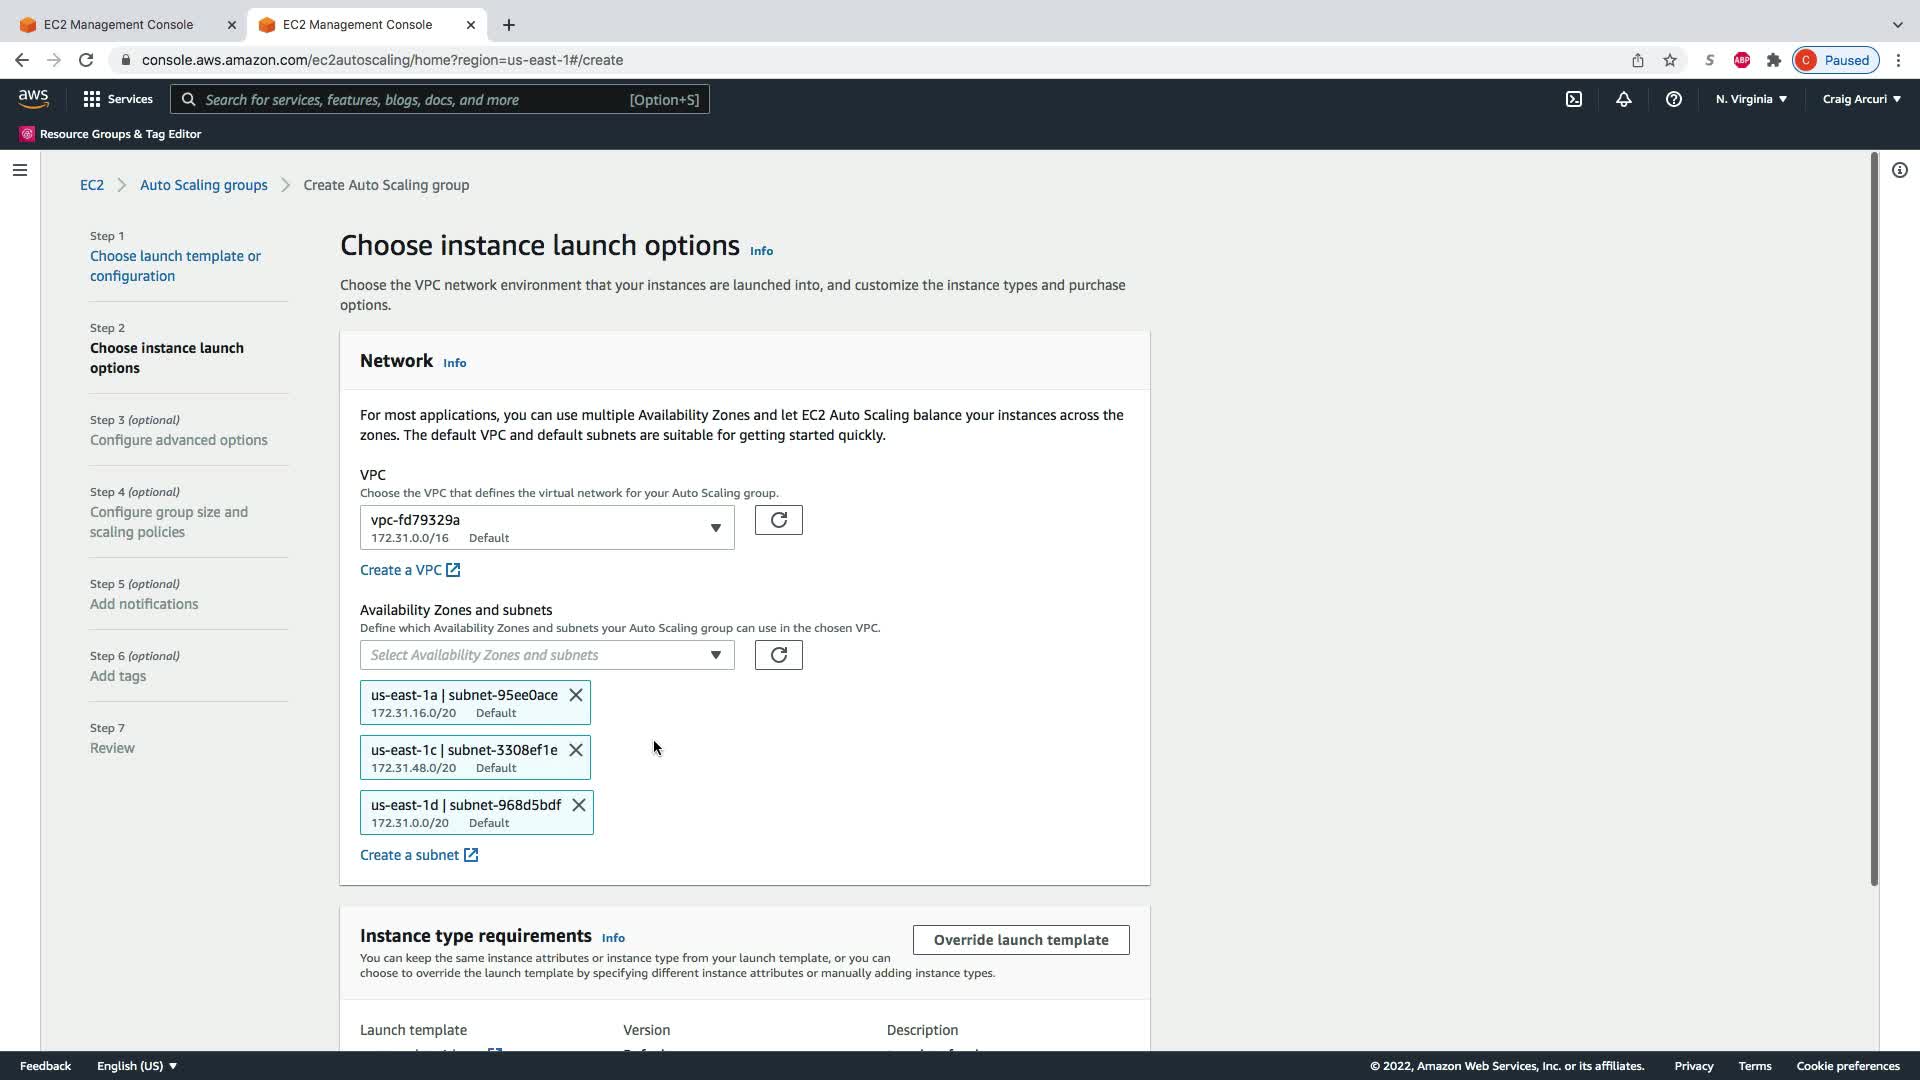 EC2 Management Console
EC2 Management Console
console.aws.amazon.com/ec2autoscaling/home?region=us-east-1#/create
S
ABP
C Paused
aws
Services
Search for services, features, blogs, docs, and more [Option+S]
N. Virginia
Craig Arcuri
Resource Groups & Tag Editor
EC2 Auto Scaling groups Create Auto Scaling group
Step 1
Choose launch template or
configuration
Step 2
Choose instance launch
options
Step 3 (optional)
Configure advanced options
Step 4 (optional)
Configure group size and
scaling policies
Step 5 (optional)
Add notifications
Step 6 (optional)
Add tags
Step 7
Review
Choose instance launch options Info
Choose the VPC network environment that your instances are launched into, and customize the instance types and purchase
options.
Network Info
For most applications, you can use multiple Availability Zones and let EC2 Auto Scaling balance your instances across the
zones. The default VPC and default subnets are suitable for getting started quickly.
VPC
Choose the VPC that defines the virtual network for your Auto Scaling group.
vpc-fd79329a
172.31.0.0/16 Default
Create a VPC
Availability Zones and subnets
Define which Availability Zones and subnets your Auto Scaling group can use in the chosen VPC.
Select Availability Zones and subnets
us-east-1a | subnet-95ee0ace
172.31.16.0/20 Default
us-east-1c | subnet-3308ef1e
172.31.48.0/20 Default
us-east-1d | subnet-968d5bdf
172.31.0.0/20 Default
Create a subnet
Instance type requirements Info
Override launch template
You can keep the same instance attributes or instance type from your launch template, or you can
choose to override the launch template by specifying different instance attributes or manually adding instance types.
Launch template Version Description
Feedback English (US)
© 2022, Amazon Web Services, Inc. or its affiliates. Privacy Terms Cookie preferences